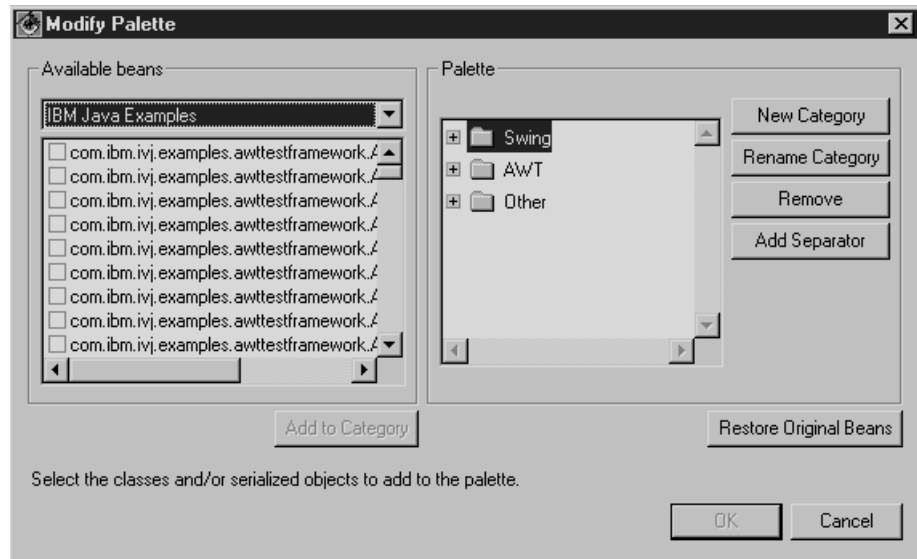 Modify Palette
Available beans
IBM Java Examples
com.ibm.ivj.examples.awttestframework.A
com.ibm.ivj.examples.awttestframework.A
com.ibm.ivj.examples.awttestframework.A
com.ibm.ivj.examples.awttestframework.A
com.ibm.ivj.examples.awttestframework.A
com.ibm.ivj.examples.awttestframework.A
com.ibm.ivj.examples.awttestframework.A
com.ibm.ivj.examples.awttestframework.A
com.ibm.ivj.examples.awttestframework.A
Add to Category
Palette
Swing
AWT
Other
New Category
Rename Category
Remove
Add Separator
Restore Original Beans
Select the classes and/or serialized objects to add to the palette.
OK
Cancel